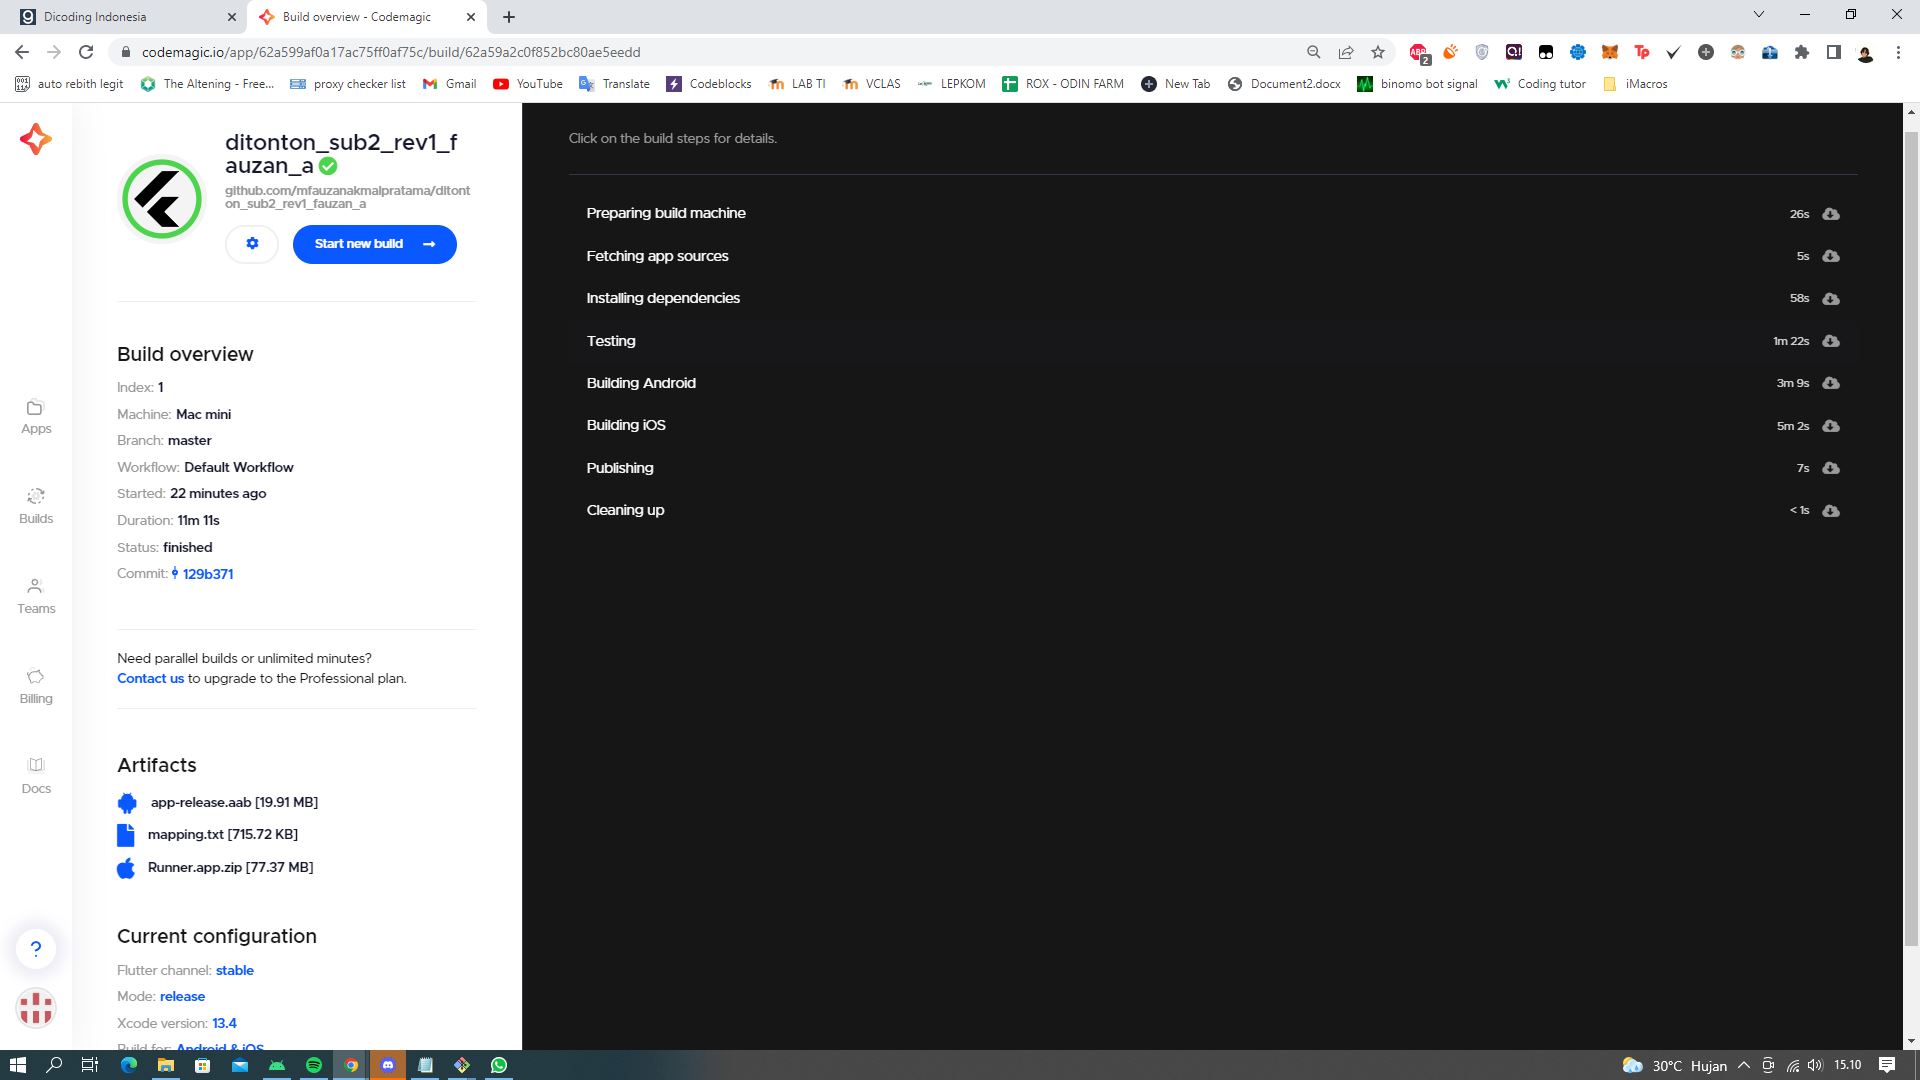 Dicoding Indonesia
Build overview - Codemagic
codemagic.io/app/62a599af0a17ac75ff0af75c/build/62a59a2c0f852bc80ae5eedd
auto rebith legit
The Altening - Free...
proxy checker list
Gmail
YouTube
Translate
Codeblocks
LAB TI
VCLAS
LEPKOM
ROX - ODIN FARM
New Tab
Document2.docx
binomo bot signal
Coding tutor
iMacros
ditonton_sub2_rev1_f
auzan_a
github.com/mfauzanakmalpratama/ditont
on_sub2_rev1_fauzan_a
Start new build
Build overview
Index: 1
Machine: Mac mini
Branch: master
Workflow: Default Workflow
Started: 22 minutes ago
Duration: 11m 11s
Status: finished
Commit: 129b371
Need parallel builds or unlimited minutes?
Contact us to upgrade to the Professional plan.
Artifacts
app-release.aab [19.91 MB]
mapping.txt [715.72 KB]
Runner.app.zip [77.37 MB]
Current configuration
Flutter channel: stable
Mode: release
Xcode version: 13.4
Build for: Android & iOS
Apps
Builds
Teams
Billing
Docs
?
Click on the build steps for details.
Preparing build machine 26s
Fetching app sources 5s
Installing dependencies 58s
Testing 1m 22s
Building Android 3m 9s
Building iOS 5m 2s
Publishing 7s
Cleaning up < 1s
ABP
2
Tp
30°C Hujan
15.10